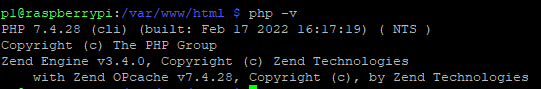 pi@raspberrypi:/var/www/html $ php -v
PHP 7.4.28 (cli) (built: Feb 17 2022 16:17:19) ( NTS )
Copyright (c) The PHP Group
Zend Engine v3.4.0, Copyright (c) Zend Technologies
    with Zend OPcache v7.4.28, Copyright (c), by Zend Technologies